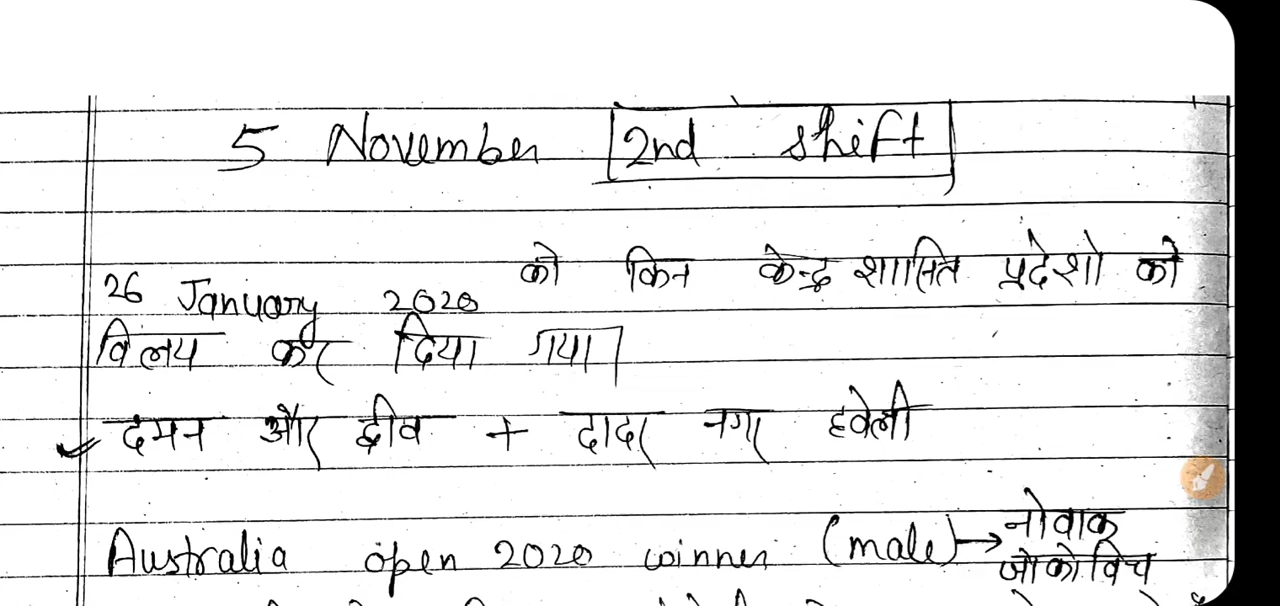 5 November 2nd shift
26 January 2020 को किन केन्द्र शासित प्रदेशो को
विलय कर दिया गया।
दमन और द्वीव + दादर नगर हवेली
Australia open 2020 winner (male) → नोवाक
जोकोविच